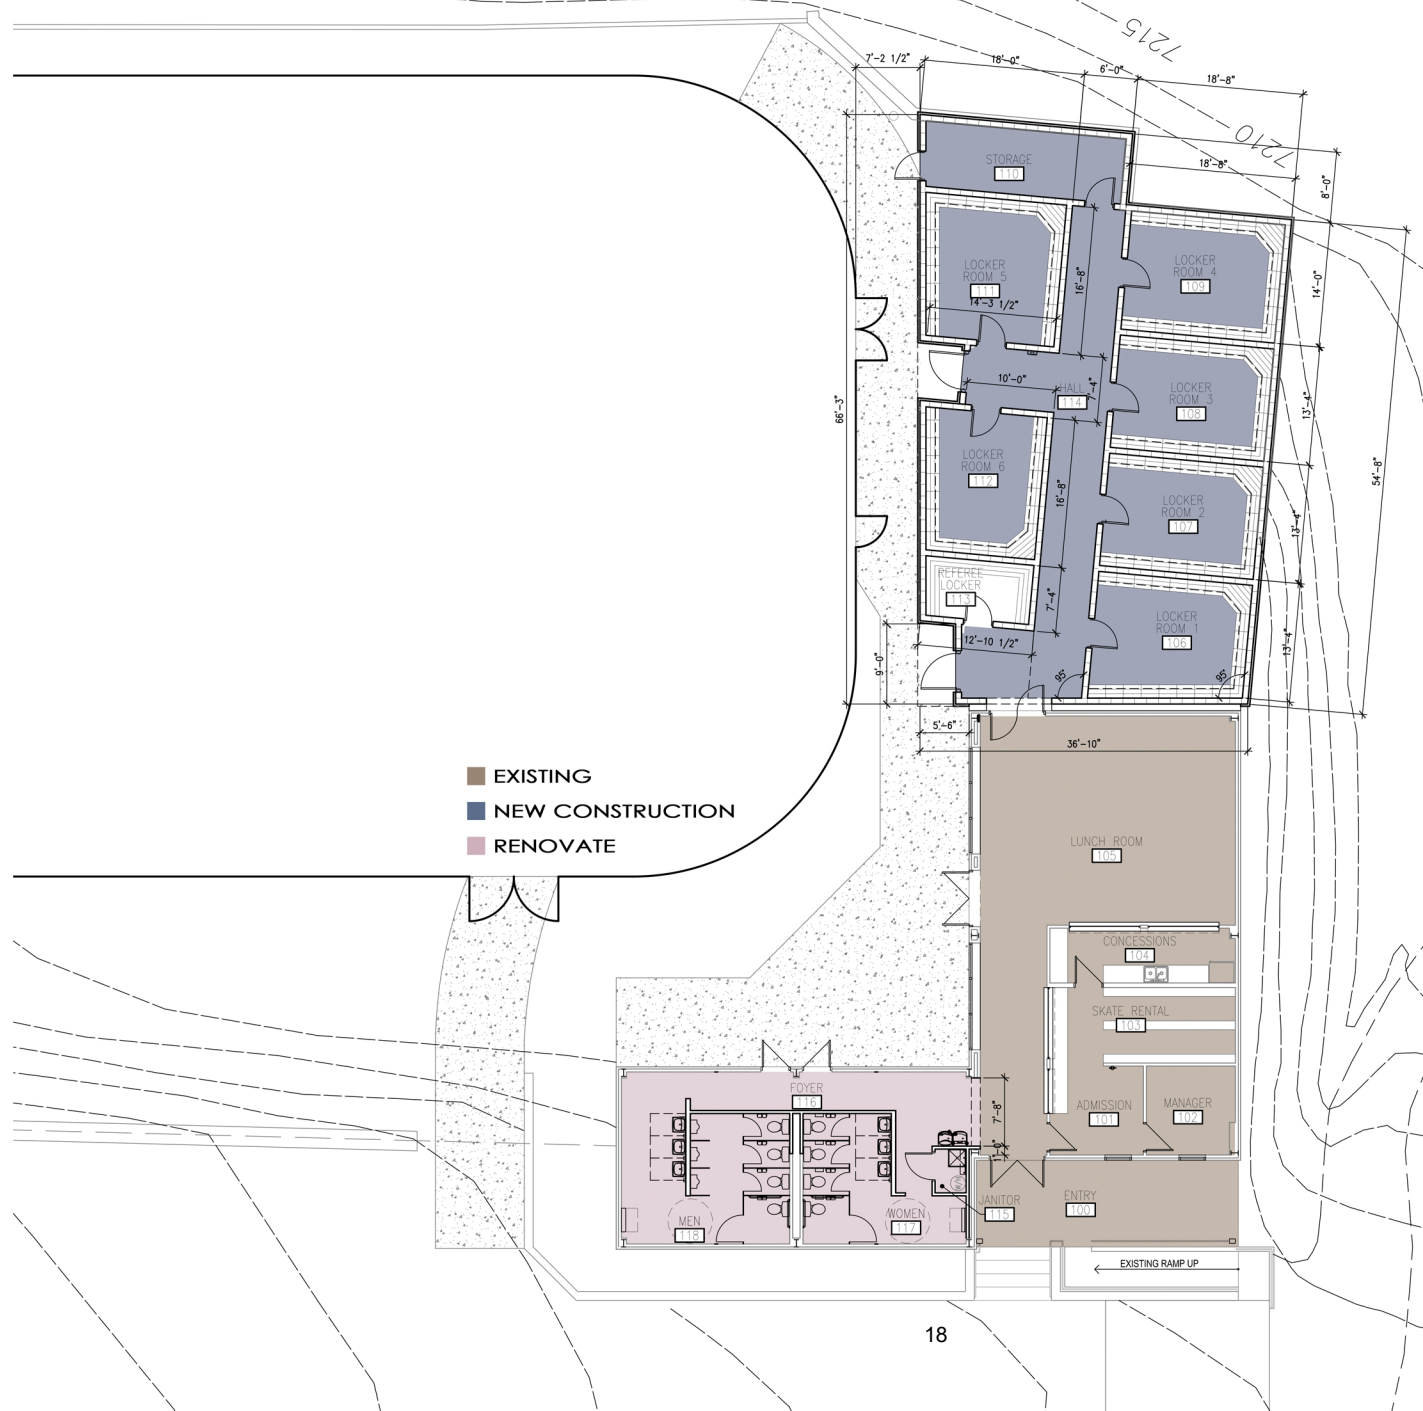 7215
7'-2 1/2"
18'-0"
6'-0"
18'-8"
7210
18'-8"
8'-0"
STORAGE
110
LOCKER
ROOM 5
111
14'-3 1/2"
16'-8"
LOCKER
ROOM 4
109
14'-0"
10'-0"
HALL
114
7'-4"
LOCKER
ROOM 3
108
13'-4"
66'-3"
54'-8"
LOCKER
ROOM 6
112
16'-8"
LOCKER
ROOM 2
107
13'-4"
REFEREE
LOCKER
113
7'-4"
12'-10 1/2"
LOCKER
ROOM 1
106
13'-4"
9'-0"
95°
95°
5'-6"
36'-10"
EXISTING
NEW CONSTRUCTION
RENOVATE
LUNCH ROOM
105
CONCESSIONS
104
SKATE RENTAL
103
ADMISSION
101
MANAGER
102
FOYER
116
7'-8"
1'-0"
JANITOR
115
ENTRY
100
MEN
118
WOMEN
117
EXISTING RAMP UP
18